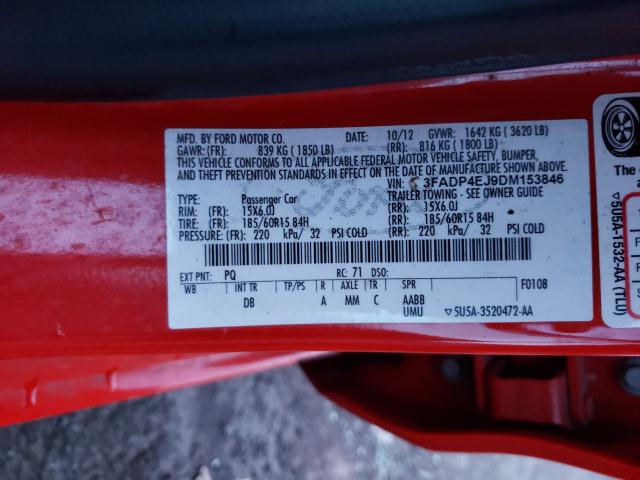 MFD. BY FORD MOTOR CO. DATE: 10/12 GVWR: 1642 KG ( 3620 LB)
GAWR: (FR): 839 KG ( 1850 LB) (RR): 816 KG ( 1800 LB)
THIS VEHICLE CONFORMS TO ALL APPLICABLE FEDERAL MOTOR VEHICLE SAFETY, BUMPER,
AND THEFT PREVENTION STANDARDS IN EFFECT ON THE DATE OF MANUFACTURE SHOWN ABOVE.
VIN: 3FADP4EJ9DM153846
TYPE: Passenger Car TRAILER TOWING - SEE OWNER GUIDE
RIM: (FR): 15X6.0J (RR): 15X6.0J
TIRE: (FR): 185/60R15 84H (RR): 185/60R15 84H
PRESSURE: (FR): 220 kPa/ 32 PSI COLD (RR): 220 kPa/ 32 PSI COLD
EXT PNT: PQ RC: 71 DSO:
WB INT TR TP/PS R AXLE TR SPR F0108
DB A MM C AABB
UMU ▽5U5A-3520472-AA
The c
▽5U5A-1532-AA (TLU)